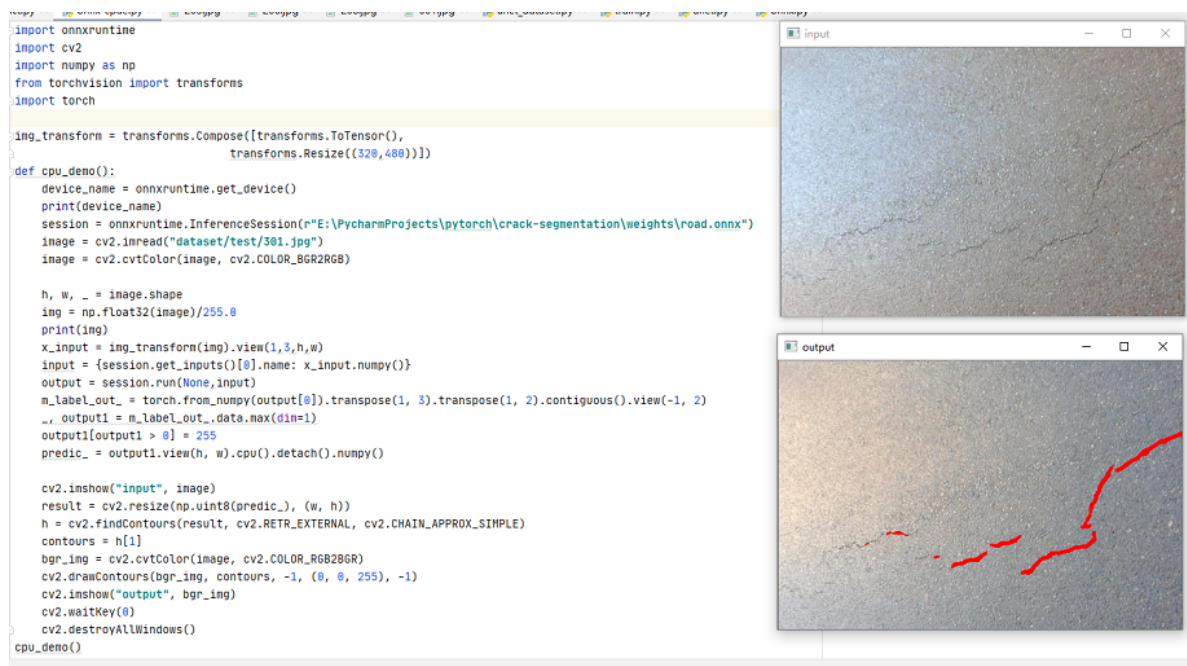 import onnxruntime
import cv2
import numpy as np
from torchvision import transforms
import torch
img_transform = transforms.Compose([transforms.ToTensor(),
transforms.Resize((320,480))])
def cpu_demo():
device_name = onnxruntime.get_device()
print(device_name)
session = onnxruntime.InferenceSession(r"E:\PycharmProjects\pytorch\crack-segmentation\weights\road.onnx")
image = cv2.imread("dataset/test/301.jpg")
image = cv2.cvtColor(image, cv2.COLOR_BGR2RGB)
h, w, _ = image.shape
img = np.float32(image)/255.0
print(img)
x_input = img_transform(img).view(1,3,h,w)
input = {session.get_inputs()[0].name: x_input.numpy()}
output = session.run(None,input)
m_label_out_ = torch.from_numpy(output[0]).transpose(1, 3).transpose(1, 2).contiguous().view(-1, 2)
_, output1 = m_label_out_.data.max(dim=1)
output1[output1 > 0] = 255
predic_ = output1.view(h, w).cpu().detach().numpy()
cv2.imshow("input", image)
result = cv2.resize(np.uint8(predic_), (w, h))
h = cv2.findContours(result, cv2.RETR_EXTERNAL, cv2.CHAIN_APPROX_SIMPLE)
contours = h[1]
bgr_img = cv2.cvtColor(image, cv2.COLOR_RGB2BGR)
cv2.drawContours(bgr_img, contours, -1, (0, 0, 255), -1)
cv2.imshow("output", bgr_img)
cv2.waitKey(0)
cv2.destroyAllWindows()
cpu_demo()
input
output